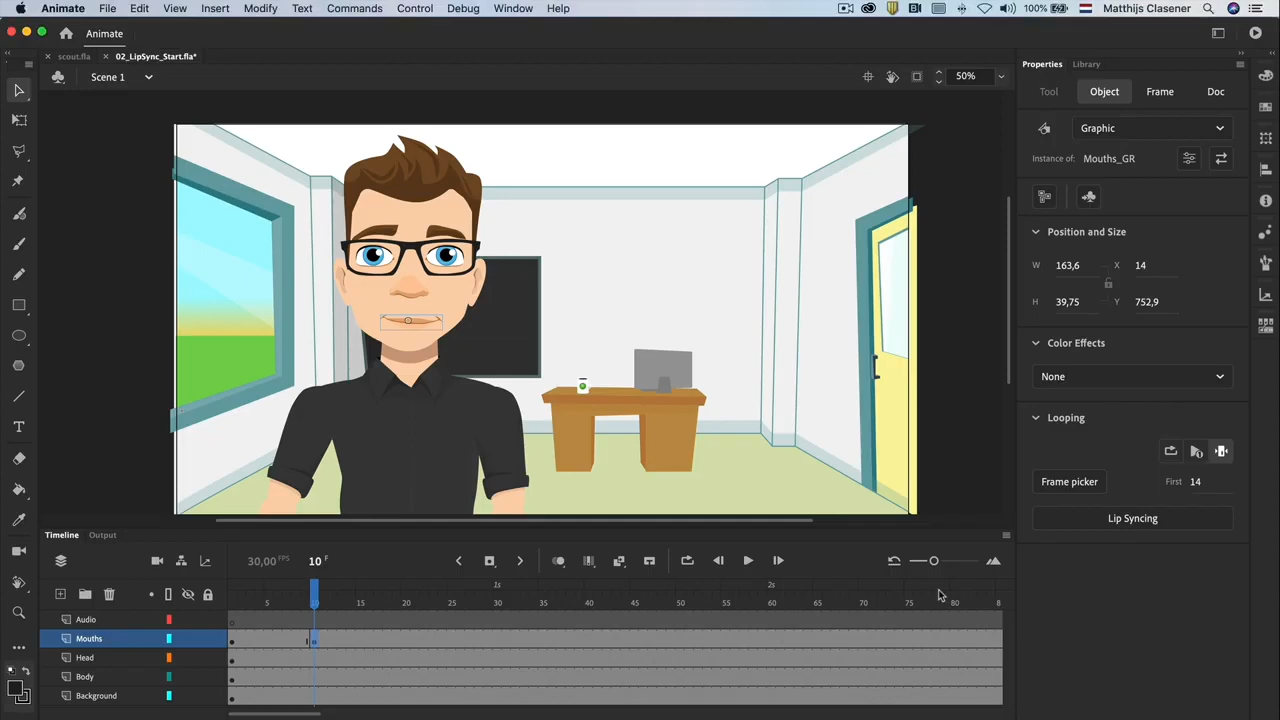 Animate File Edit View Insert Modify Text Commands Control Debug Window Help 100% Matthijs Clasener
Animate
scout.fla 02_LipSync_Start.fla*
Scene 1 50%
Properties Library
Tool Object Frame Doc
Graphic
Instance of: Mouths_GR
Position and Size
W 163,6 X 14
H 39,75 Y 752,9
Color Effects
None
Looping
Frame picker First 14
Lip Syncing
Timeline Output
30,00 FPS 10 F
1s 2s
5 10 15 20 25 30 35 40 45 50 55 60 65 70 75 80 8
Audio
Mouths
Head
Body
Background